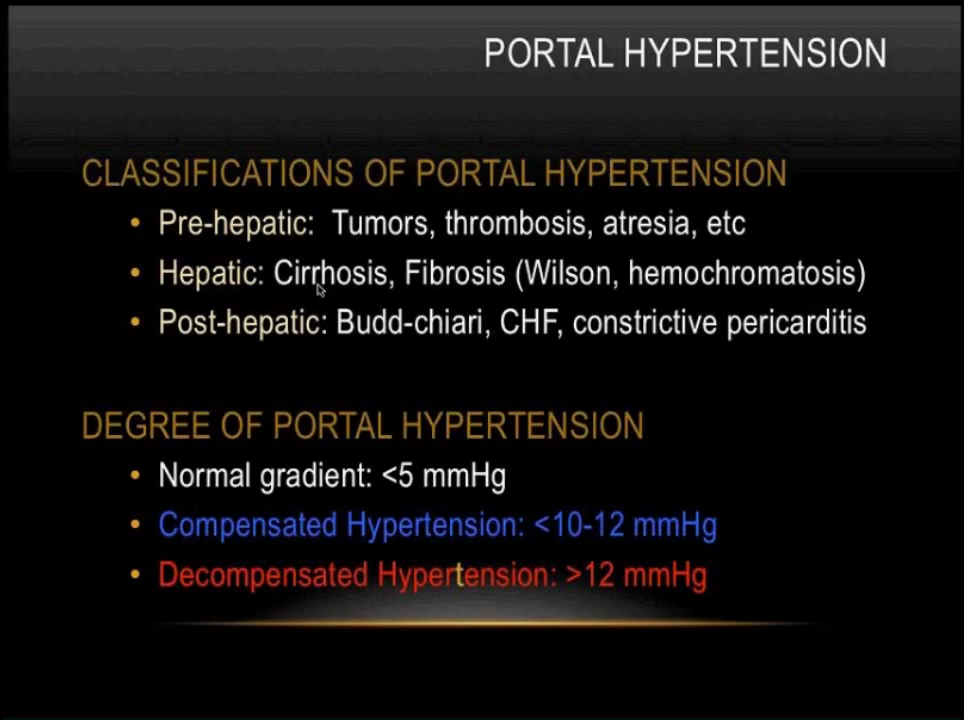 PORTAL HYPERTENSION
CLASSIFICATIONS OF PORTAL HYPERTENSION
• Pre-hepatic: Tumors, thrombosis, atresia, etc
• Hepatic: Cirrhosis, Fibrosis (Wilson, hemochromatosis)
• Post-hepatic: Budd-chiari, CHF, constrictive pericarditis
DEGREE OF PORTAL HYPERTENSION
• Normal gradient: <5 mmHg
• Compensated Hypertension: <10-12 mmHg
• Decompensated Hypertension: >12 mmHg